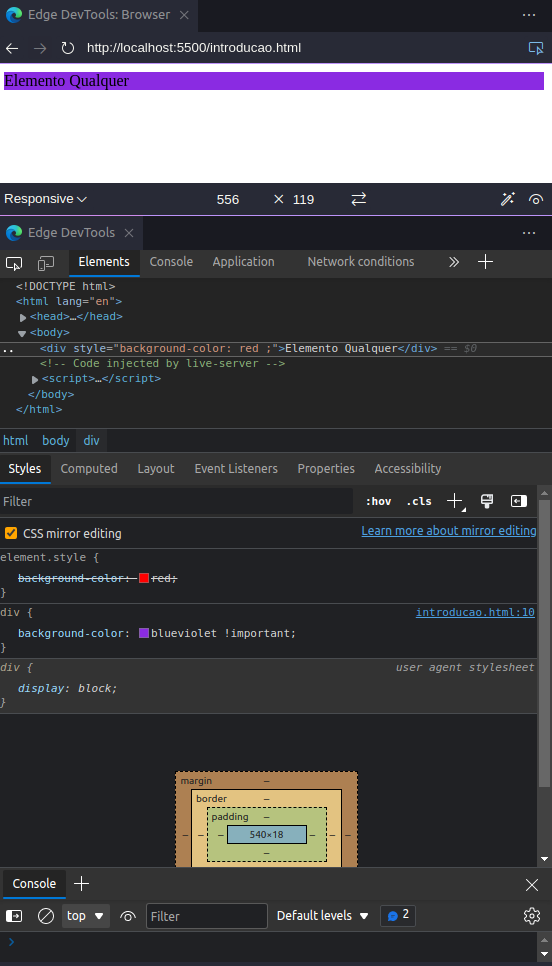 Edge DevTools: Browser
http://localhost:5500/introducao.html
Elemento Qualquer
Responsive 556 × 119
Edge DevTools
Elements Console Application Network conditions
<!DOCTYPE html>
<html lang="en">
<head>…</head>
<body>
<div style="background-color: red ;">Elemento Qualquer</div> == $0
<!-- Code injected by live-server -->
<script>…</script>
</body>
</html>
html body div
Styles Computed Layout Event Listeners Properties Accessibility
Filter :hov .cls
CSS mirror editing Learn more about mirror editing
element.style {
background-color: red;
}
div { introducao.html:10
background-color: blueviolet !important;
}
div { user agent stylesheet
display: block;
}
margin –
border –
padding –
– – – 540×18 – – –
–
Console
top Filter Default levels 2